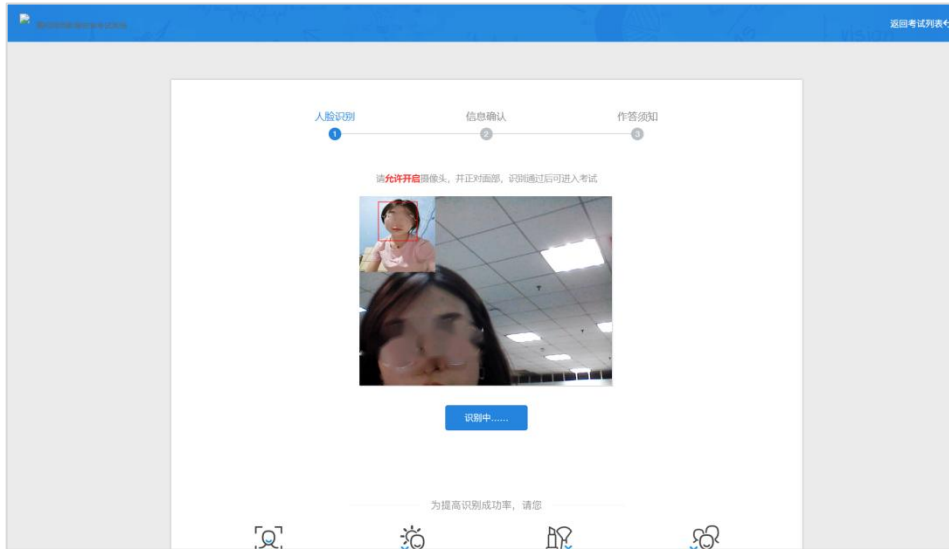 返回考试列表
人脸识别
信息确认
作答须知
1
2
3
请允许开启摄像头，并正对面部，识别通过后可进入考试
识别中……
为提高识别成功率，请您